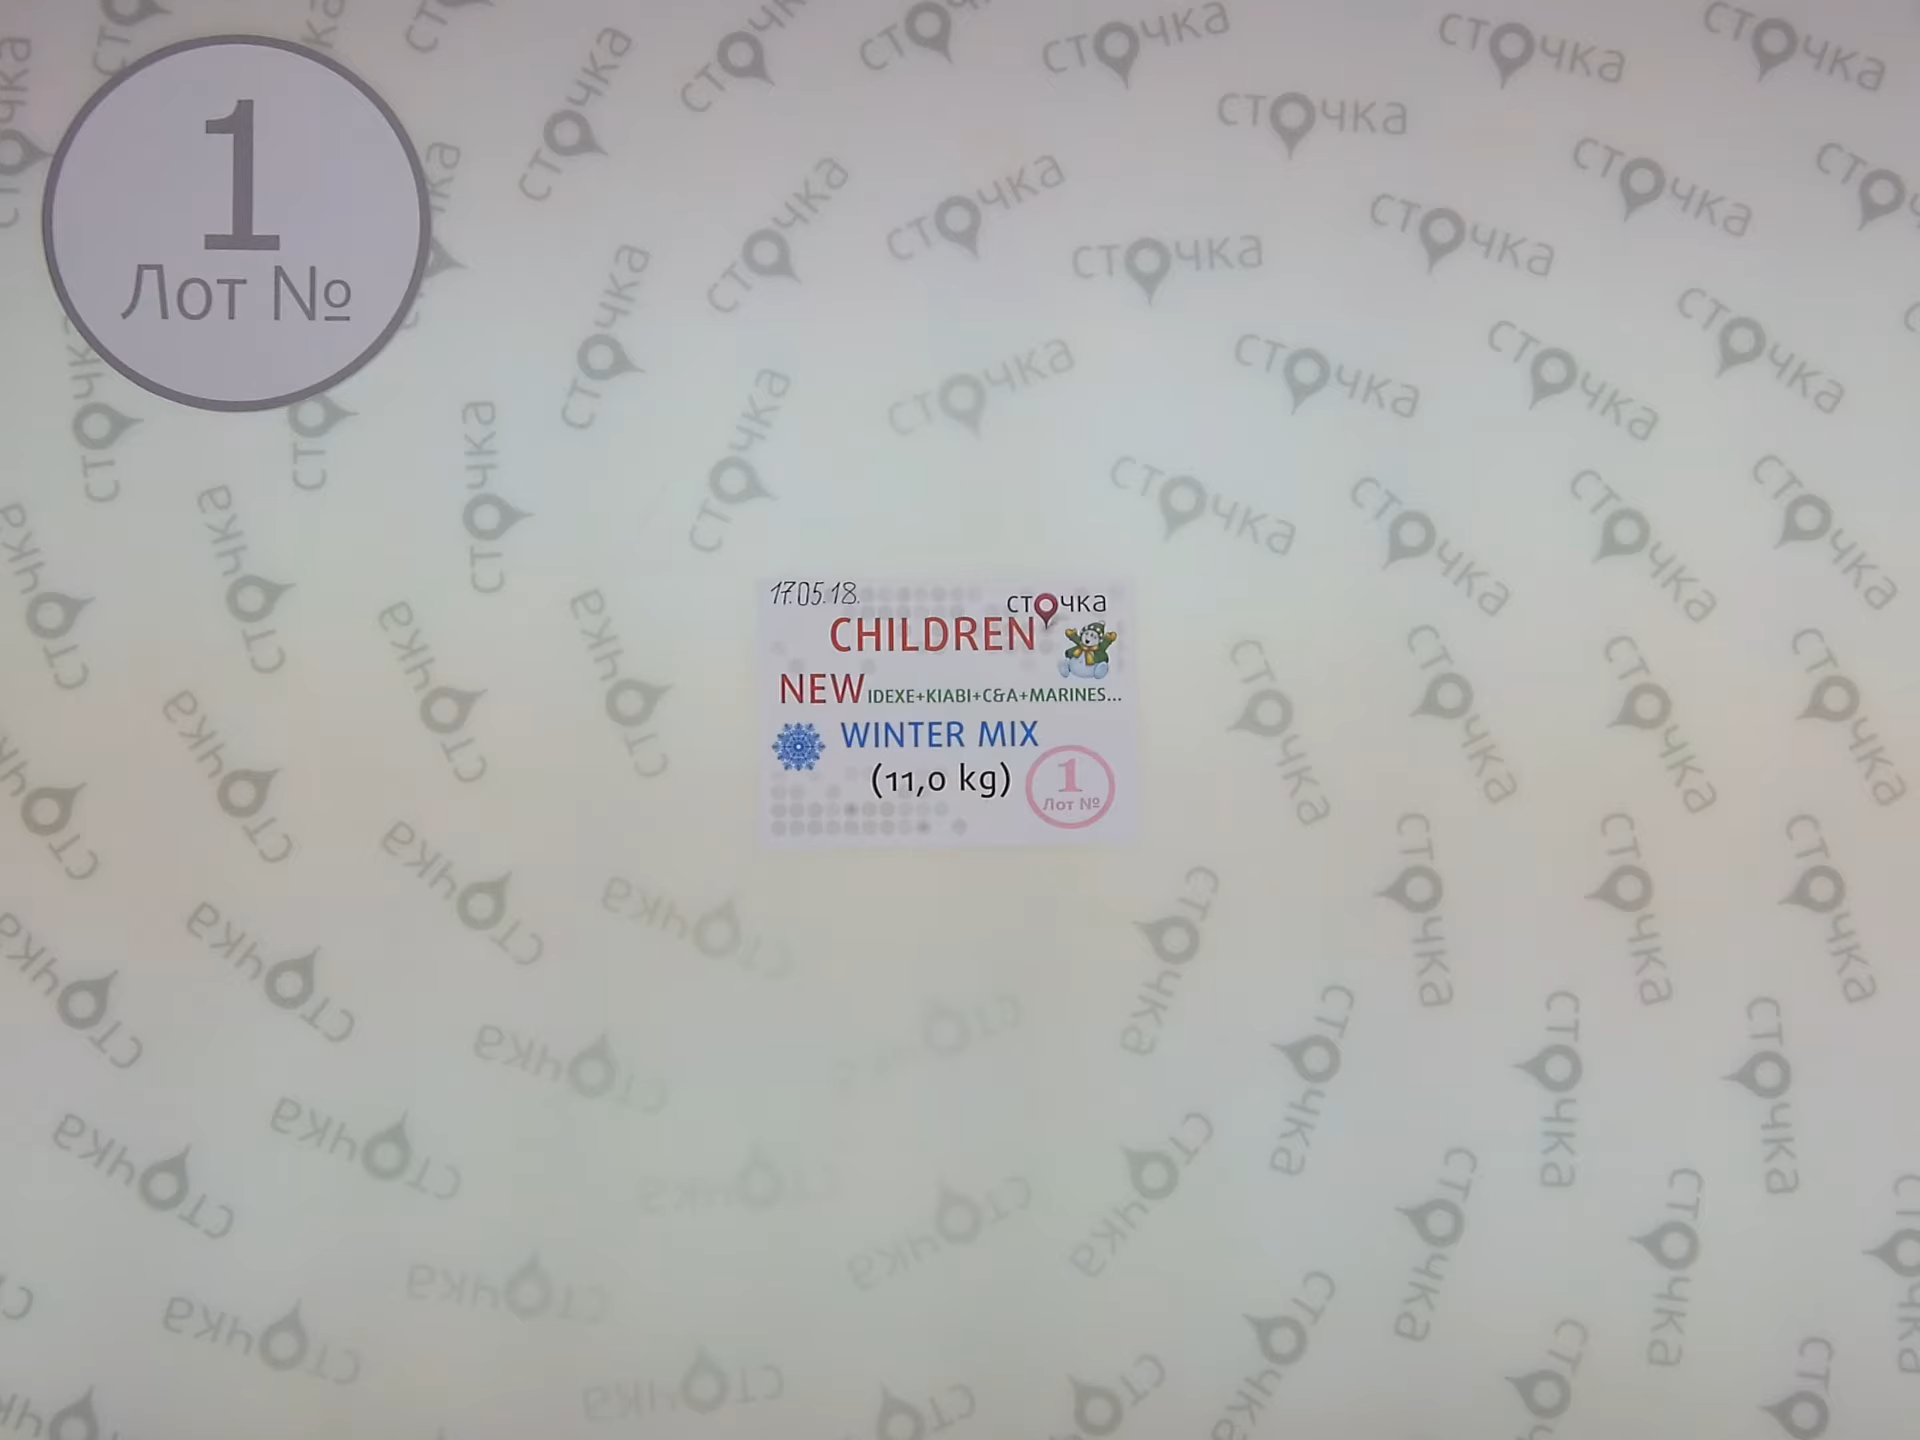 1
Лот №
17.05.18.
сточка
CHILDREN
NEW IDEXE+KIABI+C&A+MARINES...
WINTER MIX
(11,0 kg)
1
Лот №